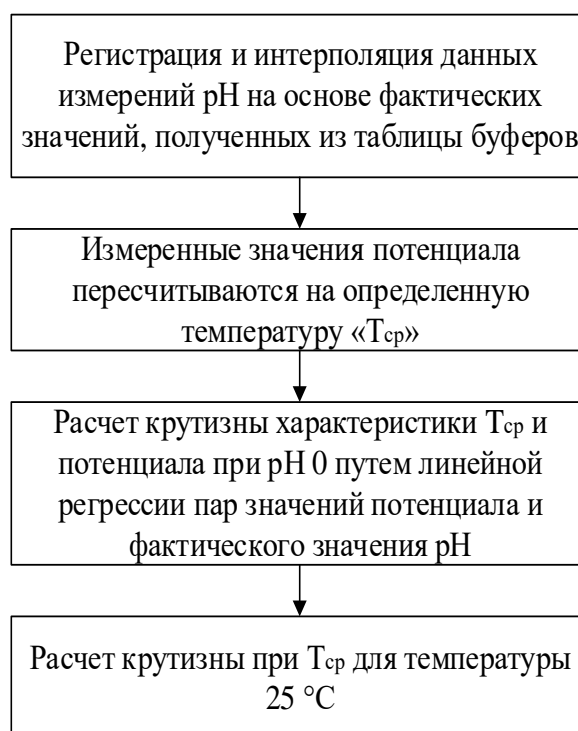 Регистрация и интерполяция данных
измерений pH на основе фактических
значений, полученных из таблицы буферов
Измеренные значения потенциала
пересчитываются на определенную
температуру «Тср»
Расчет крутизны характеристики Тср и
потенциала при pH 0 путем линейной
регрессии пар значений потенциала и
фактического значения pH
Расчет крутизны при Тср для температуры
25 °C